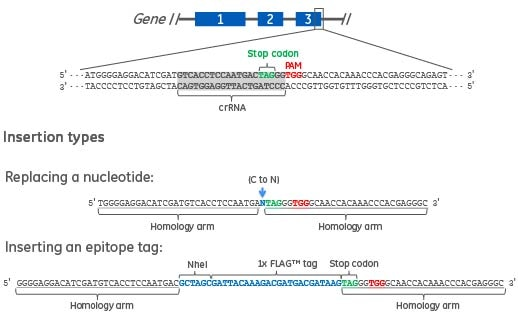 Gene // 1 2 3 //
Stop codon
PAM
5' ---ATGGGGAGGACATCGATGTCACCTCCAATGACTAGGGTGGGCAACCACAAACCCACGAGGGCAGAGT--- 3'
3' ---TACCCCTCCTGTAGCTACAGTGGAGGTTACTGATCCCACCCGTTGGTGTTTGGGTGCTCCCGTCTCA--- 5'
crRNA
Insertion types
Replacing a nucleotide:
(C to N)
5' TGGGGAGGACATCGATGTCACCTCCAATGANTAGGGTGGGCAACCACAAACCCACGAGGGC 3'
Homology arm Homology arm
Inserting an epitope tag:
NheI 1x FLAG™ tag Stop codon
5' GGGGAGGACATCGATGTCACCTCCAATGACGCTAGCGATTACAAAGACGATGACGATAAGTAGGGTGGGCAACCACAAACCCACGAGGGC 3'
Homology arm Homology arm